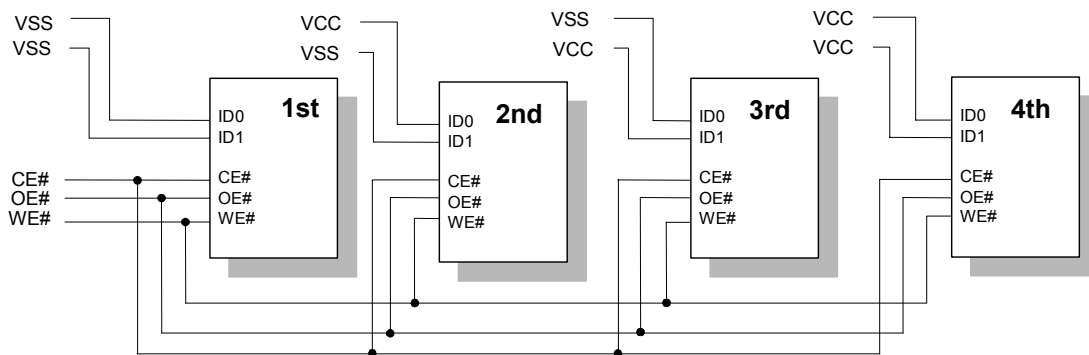 VSS
VSS
1st
ID0
ID1
CE#
OE#
WE#
CE#
OE#
WE#
VCC
VSS
2nd
ID0
ID1
CE#
OE#
WE#
VSS
VCC
3rd
ID0
ID1
CE#
OE#
WE#
VCC
VCC
4th
ID0
ID1
CE#
OE#
WE#